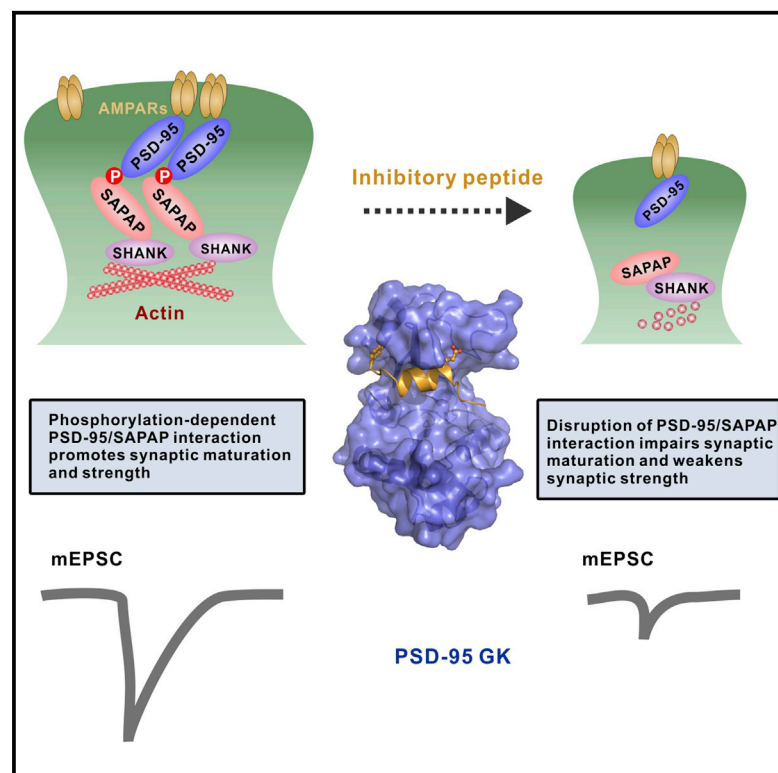 AMPARs
PSD-95
PSD-95
P
P
SAPAP
SAPAP
SHANK
SHANK
Actin
Inhibitory peptide
PSD-95
SAPAP
SHANK
Phosphorylation-dependent
PSD-95/SAPAP interaction
promotes synaptic maturation
and strength
Disruption of PSD-95/SAPAP
interaction impairs synaptic
maturation and weakens
synaptic strength
mEPSC
mEPSC
PSD-95 GK